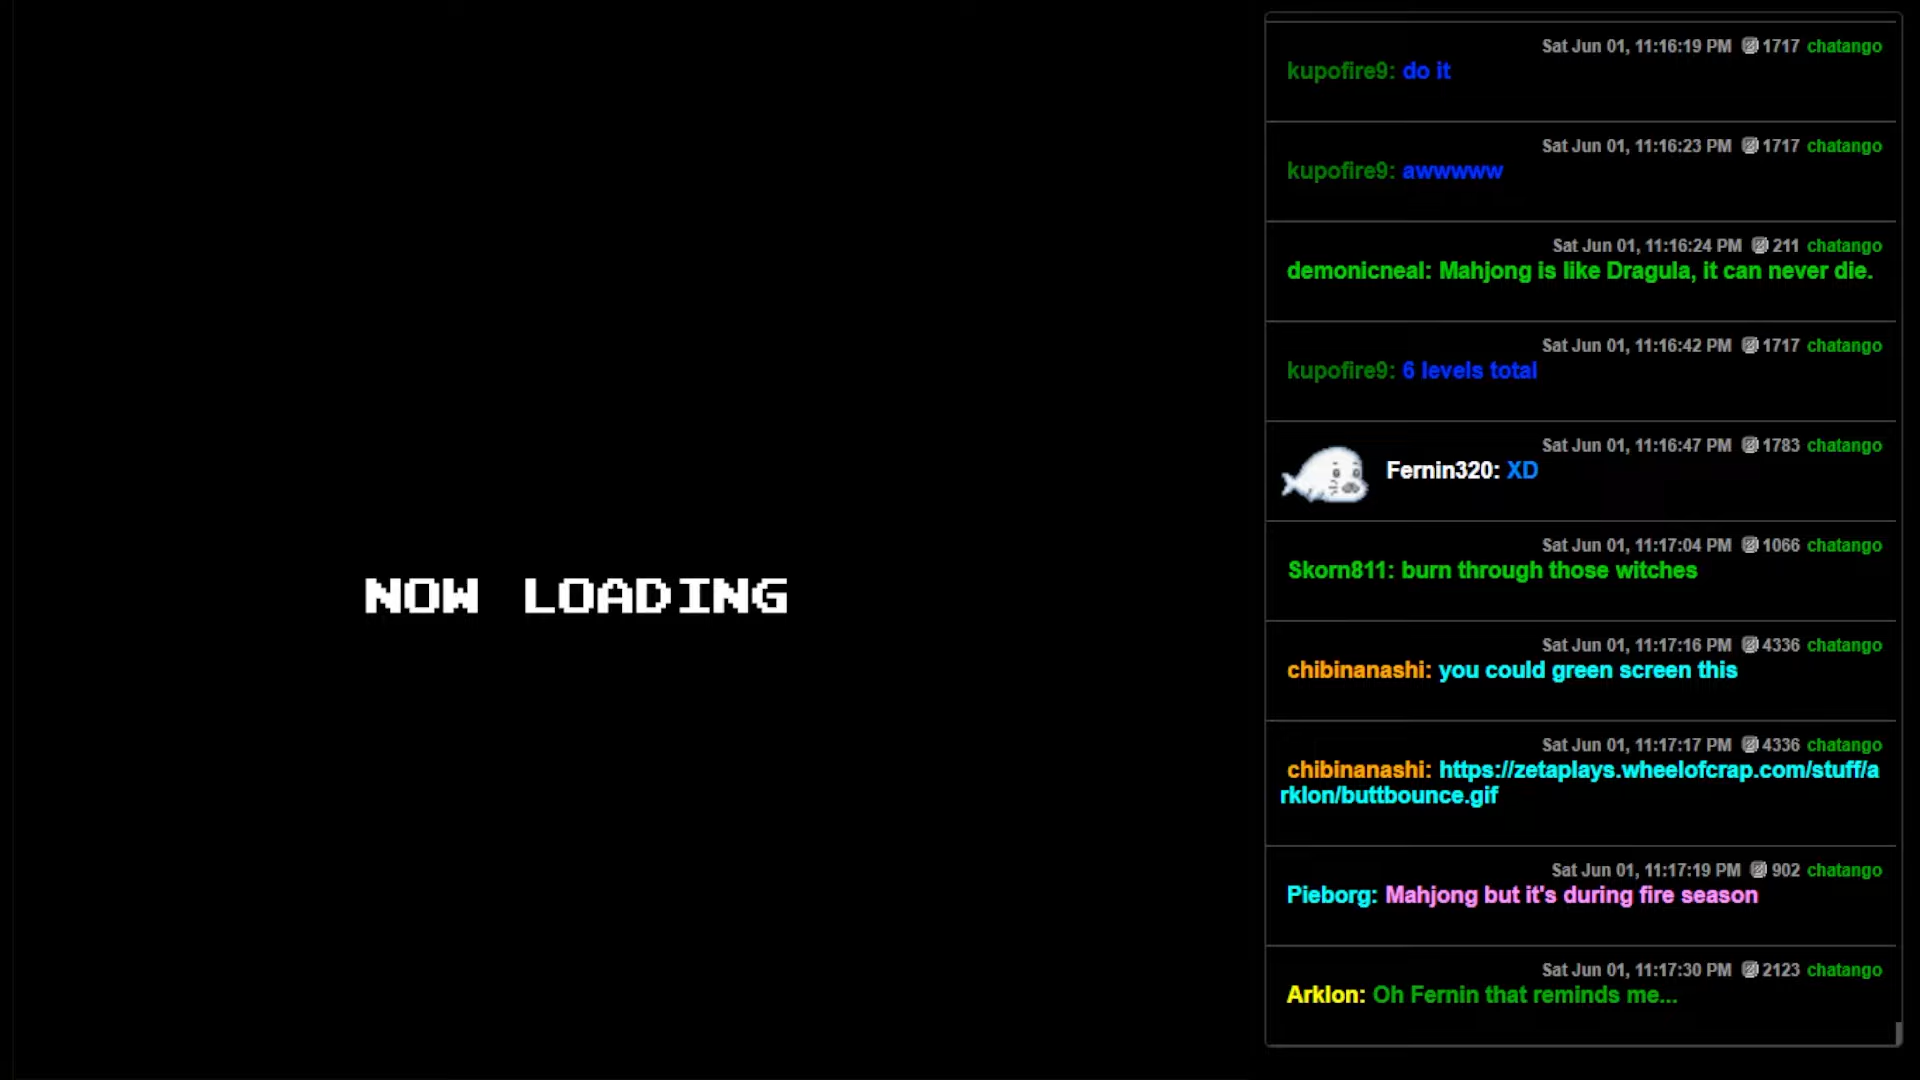 NOW LOADING
Sat Jun 01, 11:16:19 PM 1717 chatango
kupofire9: do it
Sat Jun 01, 11:16:23 PM 1717 chatango
kupofire9: awwwww
Sat Jun 01, 11:16:24 PM 211 chatango
demonicneal: Mahjong is like Dragula, it can never die.
Sat Jun 01, 11:16:42 PM 1717 chatango
kupofire9: 6 levels total
Sat Jun 01, 11:16:47 PM 1783 chatango
Fernin320: XD
Sat Jun 01, 11:17:04 PM 1066 chatango
Skorn811: burn through those witches
Sat Jun 01, 11:17:16 PM 4336 chatango
chibinanashi: you could green screen this
Sat Jun 01, 11:17:17 PM 4336 chatango
chibinanashi: https://zetaplays.wheelofcrap.com/stuff/a
rklon/buttbounce.gif
Sat Jun 01, 11:17:19 PM 902 chatango
Pieborg: Mahjong but it's during fire season
Sat Jun 01, 11:17:30 PM 2123 chatango
Arklon: Oh Fernin that reminds me...